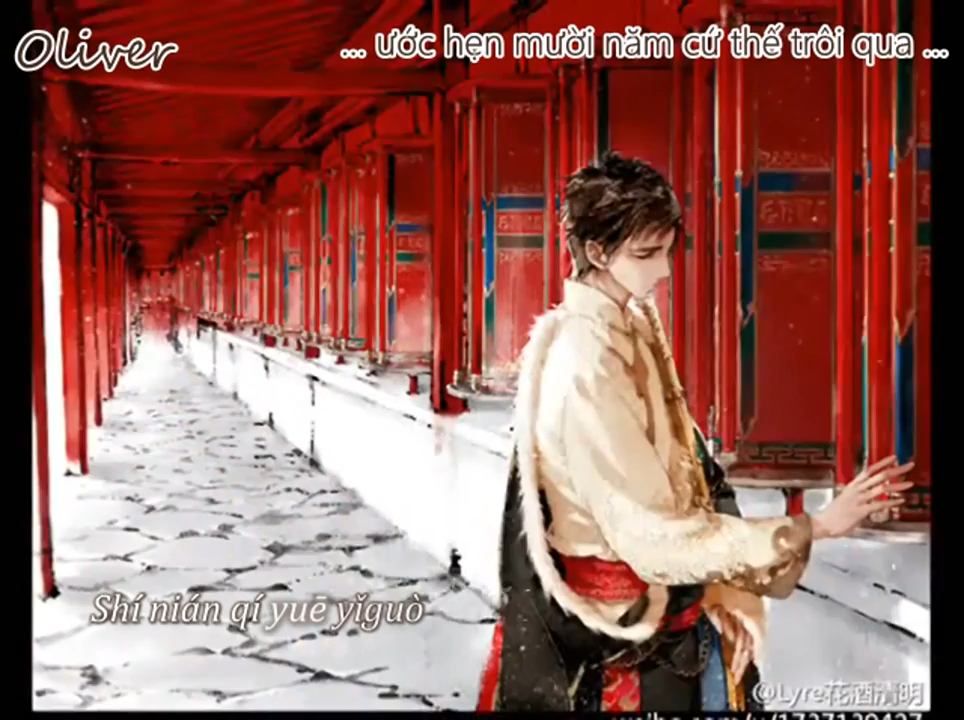 Oliver
... ước hẹn mười năm cứ thế trôi qua ...
Shí nián qí yuē yǐguò
@Lyre花酒清明